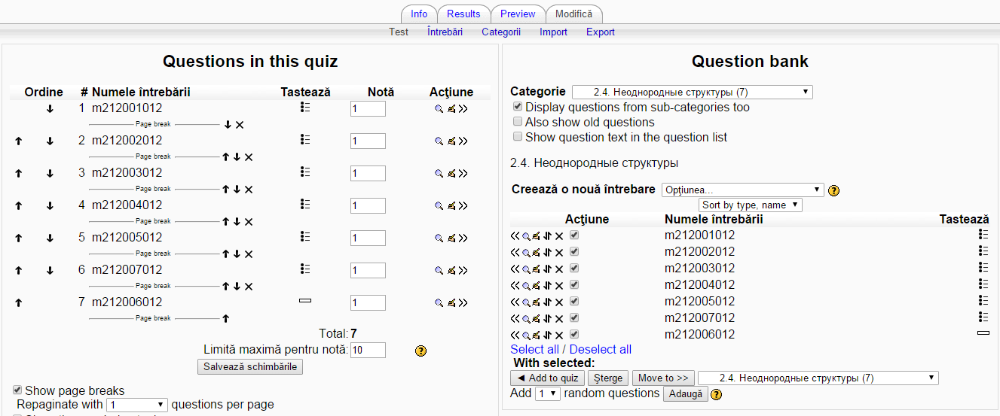 Info Results Preview Modifică
Test Întrebări Categorii Import Export
Questions in this quiz
Ordine # Numele întrebării Tastează Notă Acţiune
1 m212001012 1
Page break
2 m212002012 1
Page break
3 m212003012 1
Page break
4 m212004012 1
Page break
5 m212005012 1
Page break
6 m212007012 1
Page break
7 m212006012 1
Page break
Total: 7
Limită maximă pentru notă: 10
Salvează schimbările
Show page breaks
Repaginate with 1 questions per page
Question bank
Categorie 2.4. Неоднородные структуры (7)
Display questions from sub-categories too
Also show old questions
Show question text in the question list
2.4. Неоднородные структуры
Creează o nouă întrebare Opţiunea...
Sort by type, name
Acţiune Numele întrebării Tastează
m212001012
m212002012
m212003012
m212004012
m212005012
m212007012
m212006012
Select all / Deselect all
With selected:
◄ Add to quiz Şterge Move to >> 2.4. Неоднородные структуры (7)
Add 1 random questions Adaugă